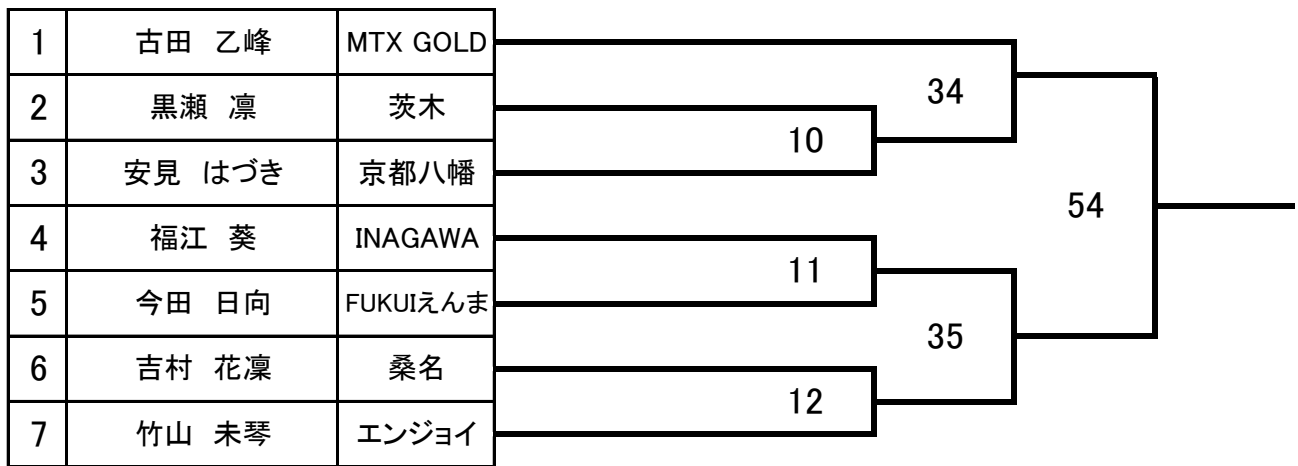 1 古田 乙峰 MTX GOLD
34
2 黒瀬 凛 茨木
10
3 安見 はづき 京都八幡
54
4 福江 葵 INAGAWA
11
5 今田 日向 FUKUIえんま
35
6 吉村 花凜 桑名
12
7 竹山 未琴 エンジョイ